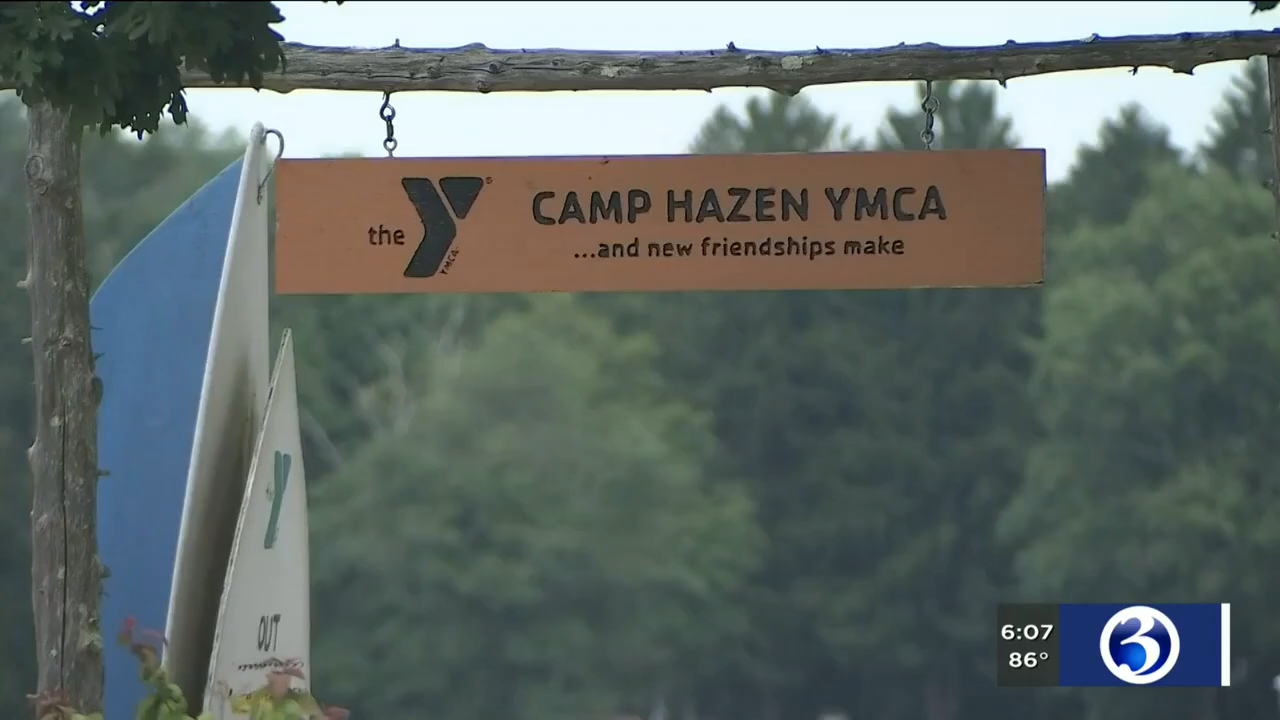 the
YMCA
CAMP HAZEN YMCA
...and new friendships make
OUT
6:07
86°
3